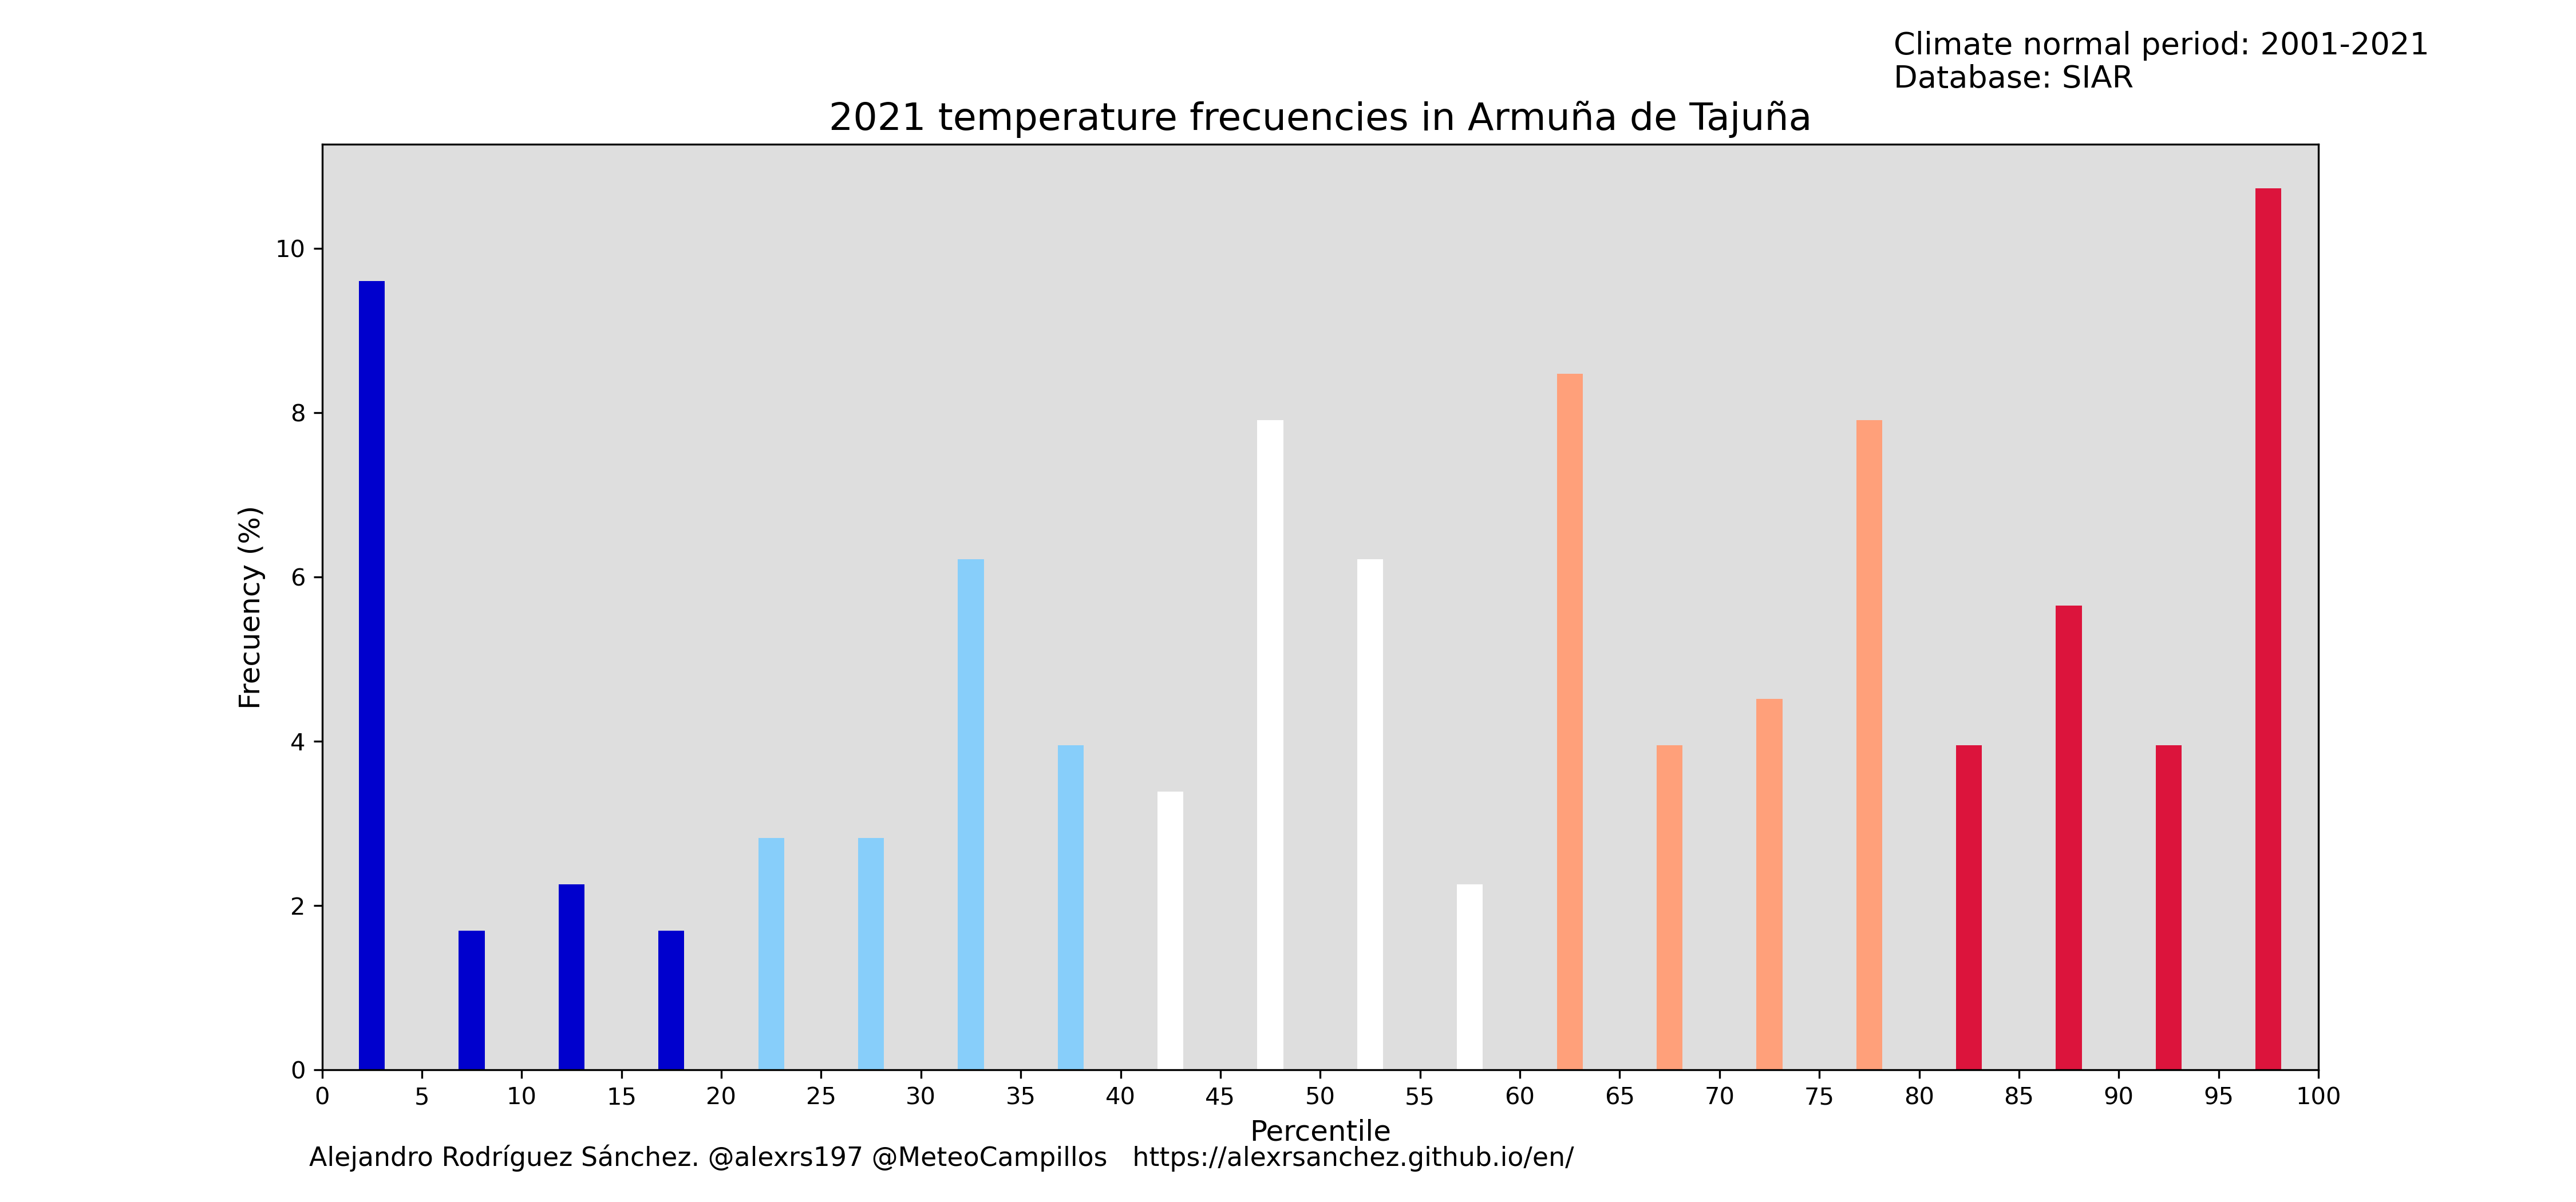 Climate normal period: 2001-2021
Database: SIAR
2021 temperature frecuencies in Armuña de Tajuña
10
8
6
4
2
0
Frecuency (%)
0 5 10 15 20 25 30 35 40 45 50 55 60 65 70 75 80 85 90 95 100
Percentile
Alejandro Rodríguez Sánchez. @alexrs197 @MeteoCampillos https://alexrsanchez.github.io/en/